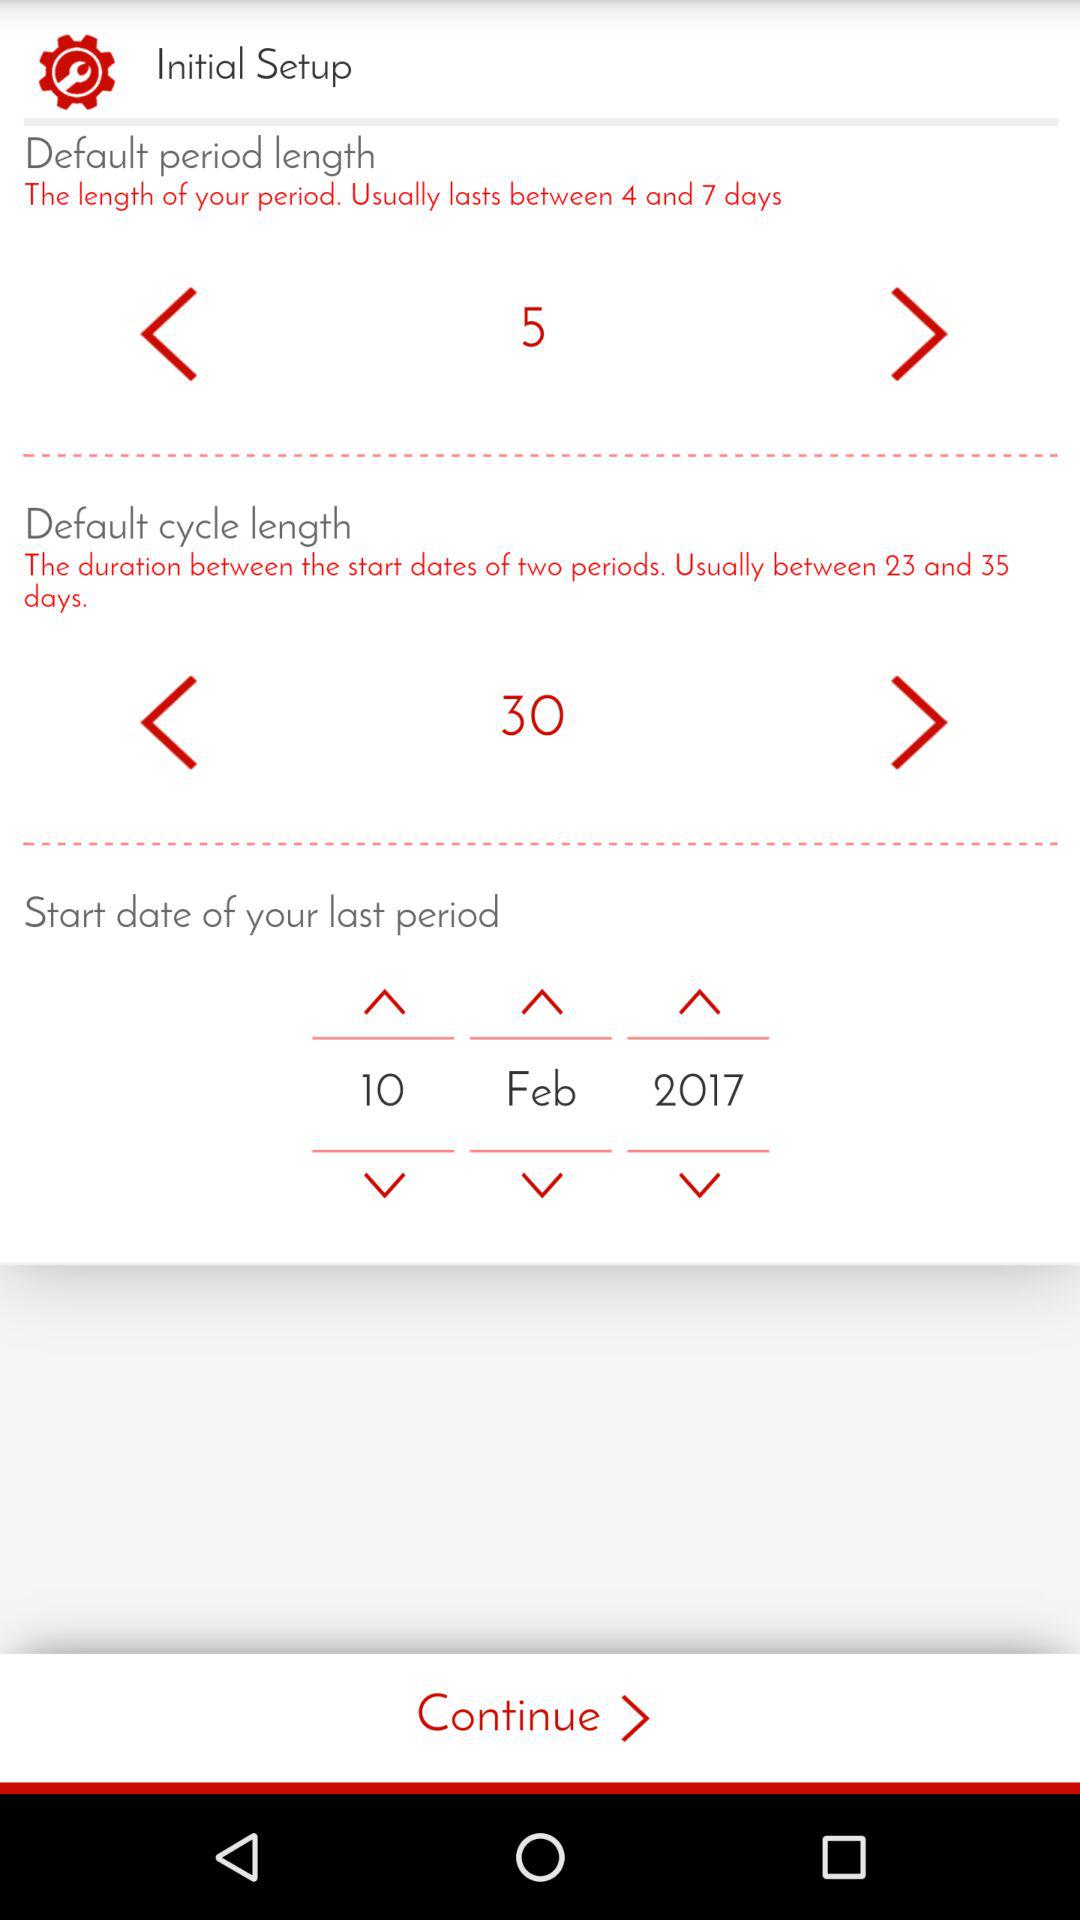 Initial Setup
Default period length
The length of your period. Usually lasts between 4 and 7 days
5
Default cycle length
The duration between the start dates of two periods. Usually between 23 and 35
days.
30
Start date of your last period
10 Feb 2017
Continue